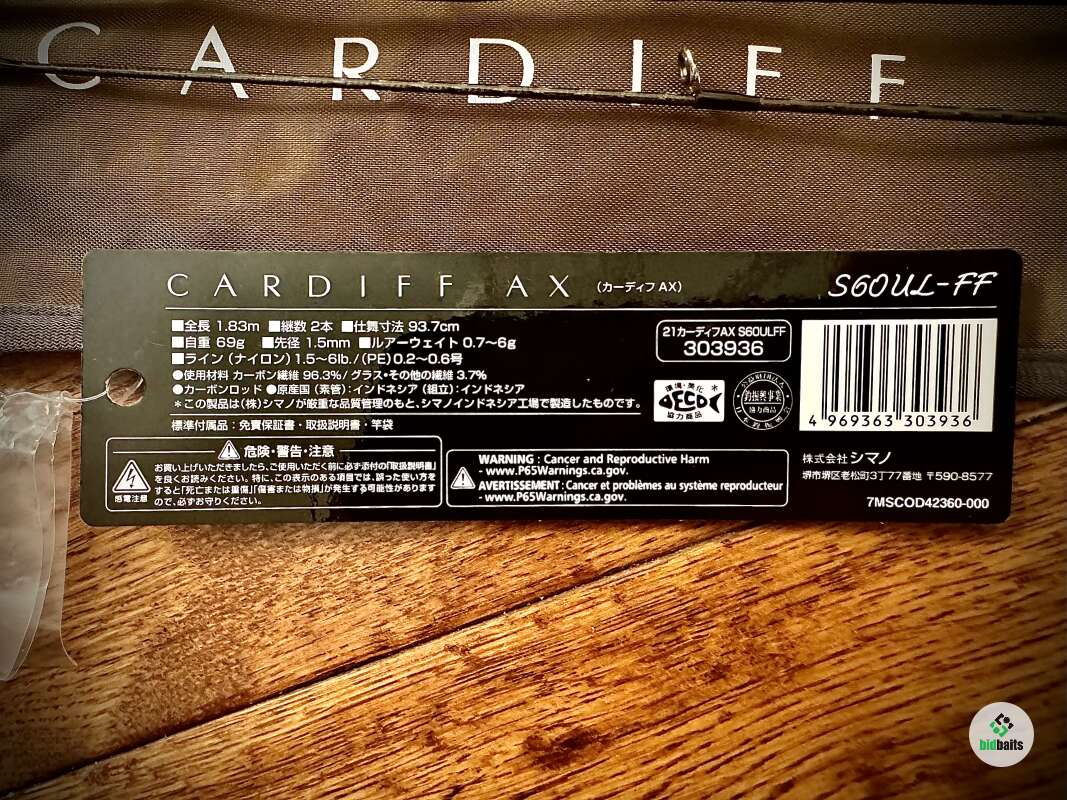 CARDIFF
CARDIFF AX (カーディフ AX) S60UL-FF
■全長 1.83m ■継数 2本 ■仕舞寸法 93.7cm
■自重 69g ■先径 1.5mm ■ルアーウェイト 0.7〜6g
■ライン (ナイロン) 1.5〜6lb. / (PE) 0.2〜0.6号
●使用材料 カーボン繊維 96.3% / グラス・その他の繊維 3.7%
●カーボンロッド ●原産国 (素管) : インドネシア (組立) : インドネシア
＊この製品は(株)シマノが厳重な品質管理のもと、シマノインドネシア工場で製造したものです。
標準付属品：免責保証書・取扱説明書・竿袋
21カーディフAX S60ULFF
303936
環境・美化
DECO
協力商品
釣振興事業
協力商品
4 969363 303936
危険・警告・注意
感電注意
お買い上げいただきましたら、ご使用いただく前に必ず添付の「取扱説明書」
を良くお読みください。特に、この表示のある項目では、誤った使い方を
すると「死亡または重傷」「傷害または物損」が発生する可能性があります
ので、必ずお守りください。
WARNING : Cancer and Reproductive Harm
- www.P65Warnings.ca.gov.
AVERTISSEMENT : Cancer et problèmes au système reproducteur
- www.P65Warnings.ca.gov.
株式会社 シマノ
堺市堺区老松町3丁77番地 〒590-8577
7MSCOD42360-000
bidbaits